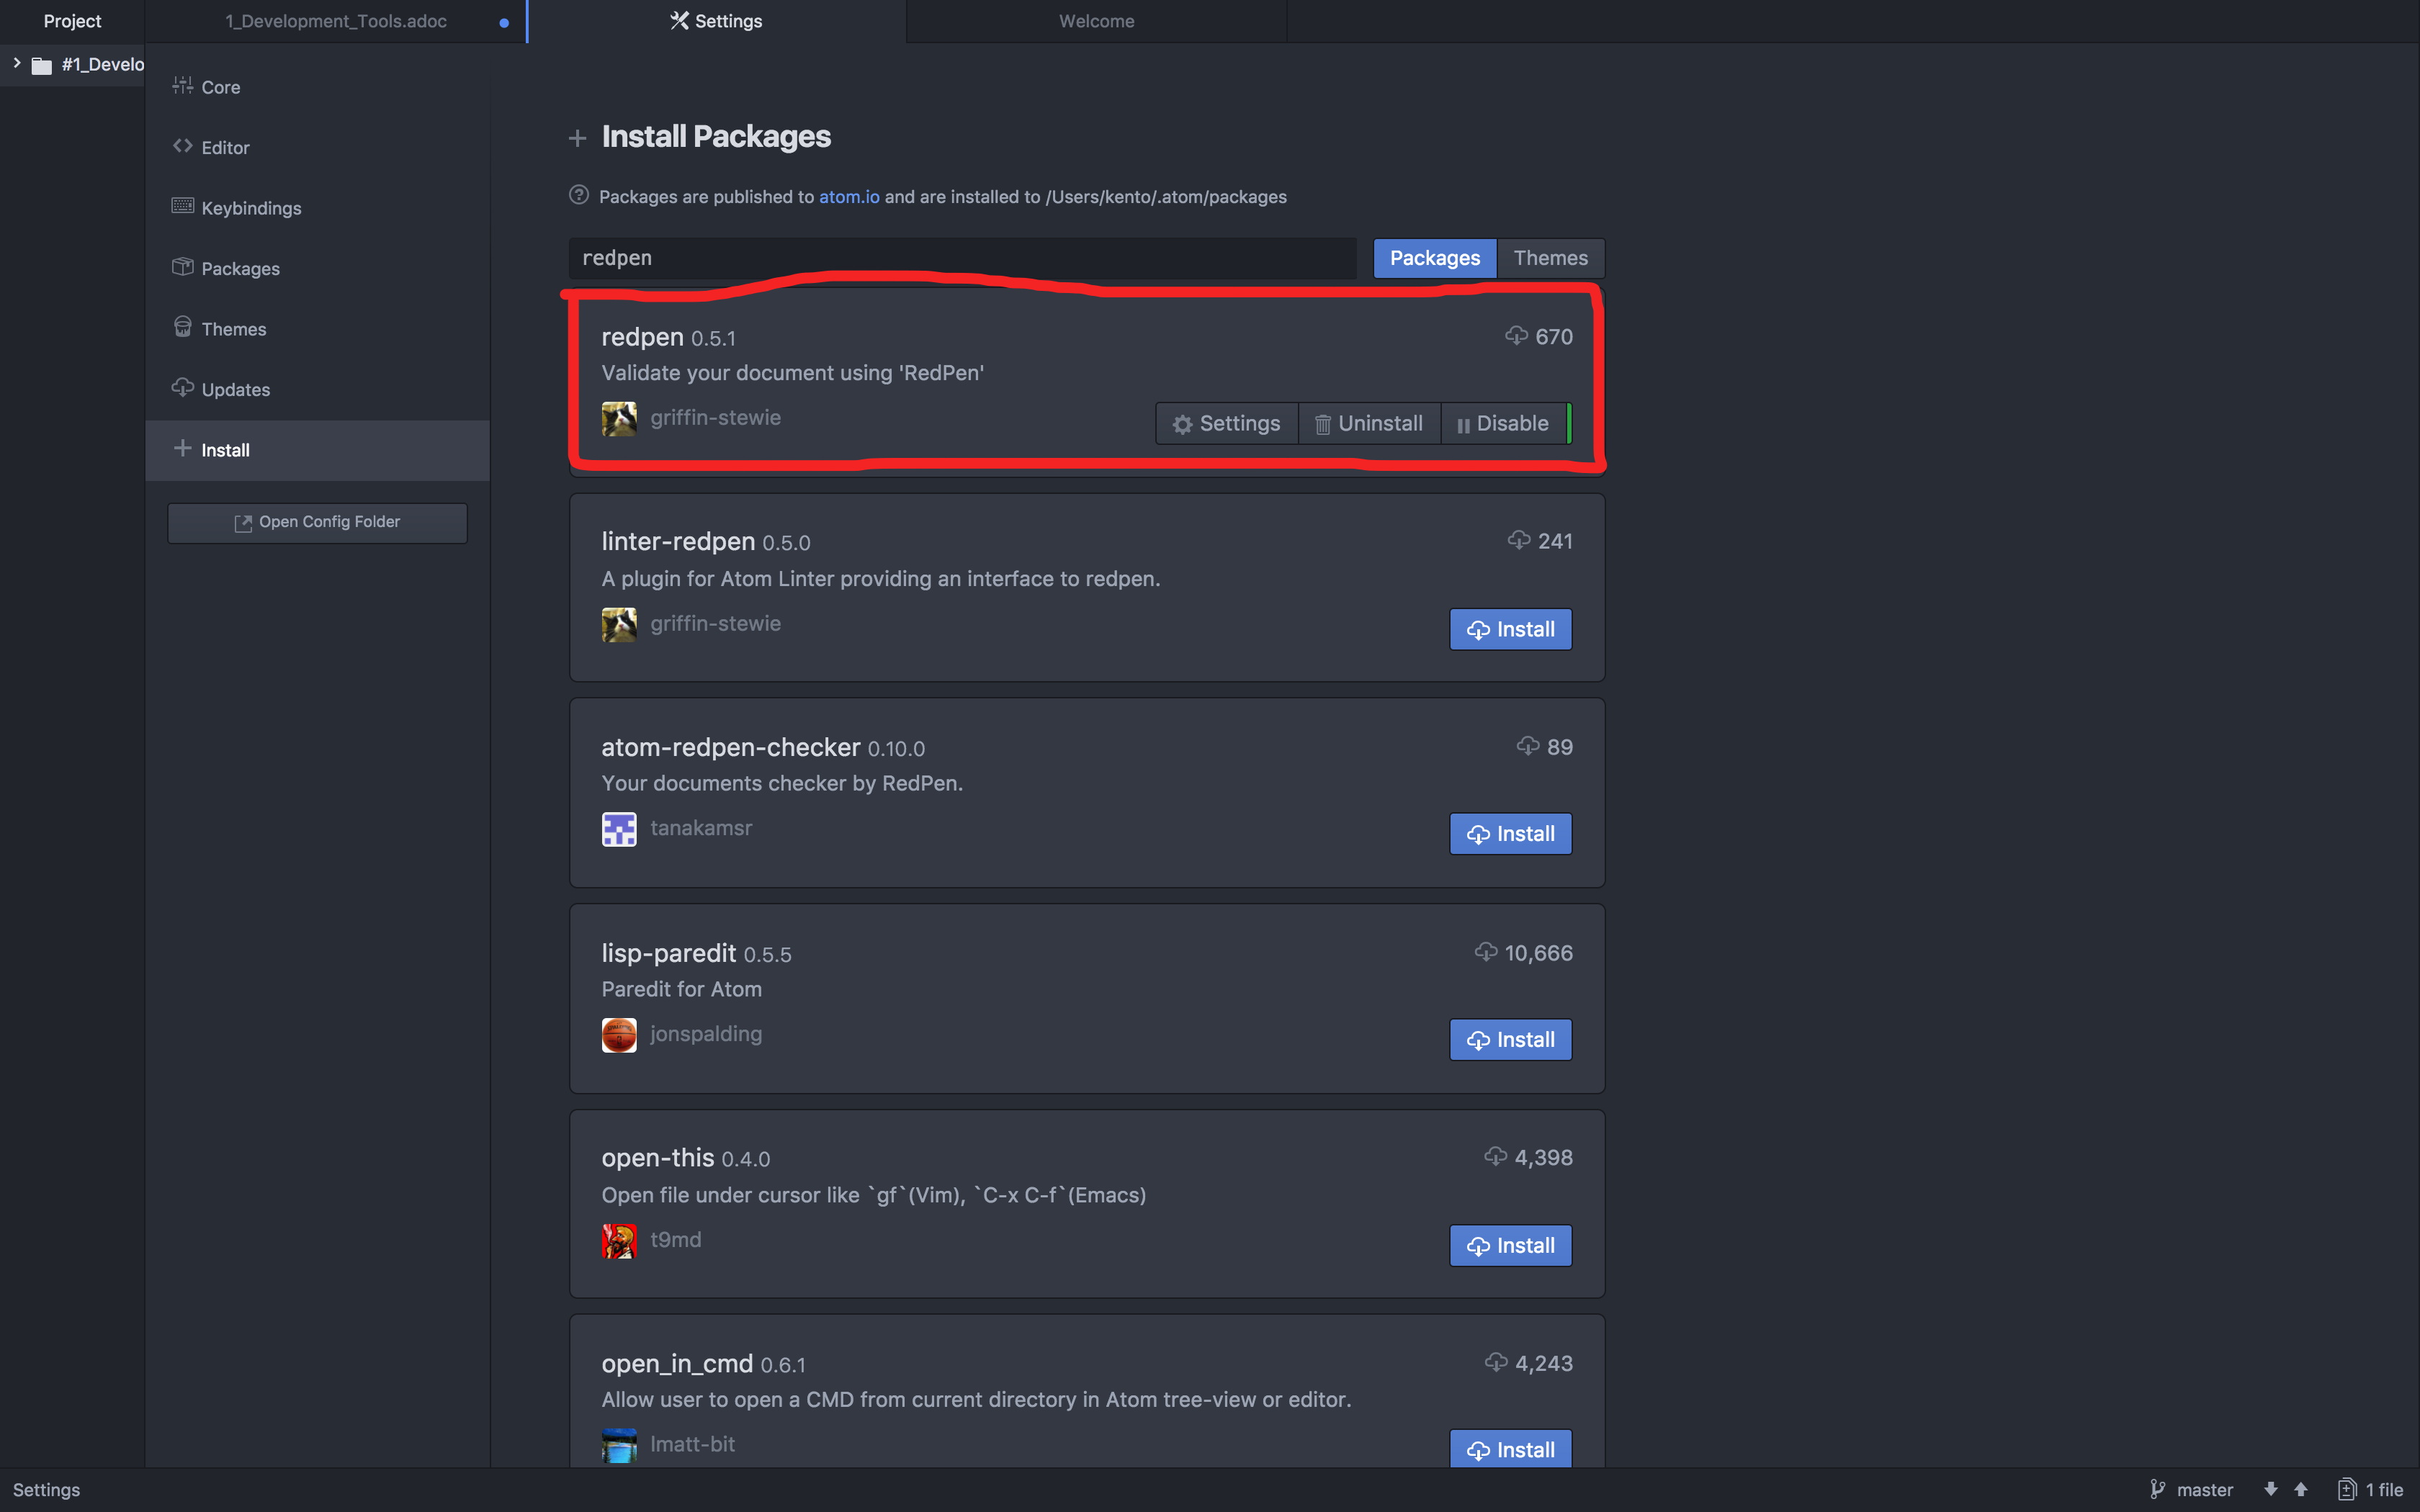 Project
1_Development_Tools.adoc
Settings
Welcome
#1_Develo
Core
Editor
Keybindings
Packages
Themes
Updates
Install
Open Config Folder
Install Packages
Packages are published to atom.io and are installed to /Users/kento/.atom/packages
redpen
Packages
Themes
redpen 0.5.1
670
Validate your document using 'RedPen'
griffin-stewie
Settings
Uninstall
Disable
linter-redpen 0.5.0
241
A plugin for Atom Linter providing an interface to redpen.
griffin-stewie
Install
atom-redpen-checker 0.10.0
89
Your documents checker by RedPen.
tanakamsr
Install
lisp-paredit 0.5.5
10,666
Paredit for Atom
jonspalding
Install
open-this 0.4.0
4,398
Open file under cursor like `gf`(Vim), `C-x C-f`(Emacs)
t9md
Install
open_in_cmd 0.6.1
4,243
Allow user to open a CMD from current directory in Atom tree-view or editor.
lmatt-bit
Install
Settings
master
1 file